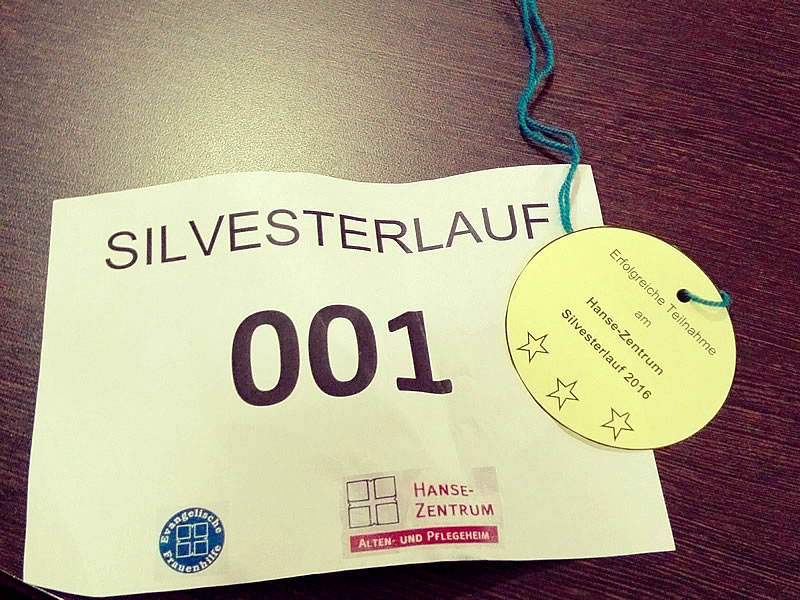 SILVESTERLAUF
001
Erfolgreiche Teilnahme
am
Hanse-Zentrum
Silvesterlauf 2016
Evangelische
Frauenhilfe
HANSE-
ZENTRUM
ALTEN- UND PFLEGEHEIM